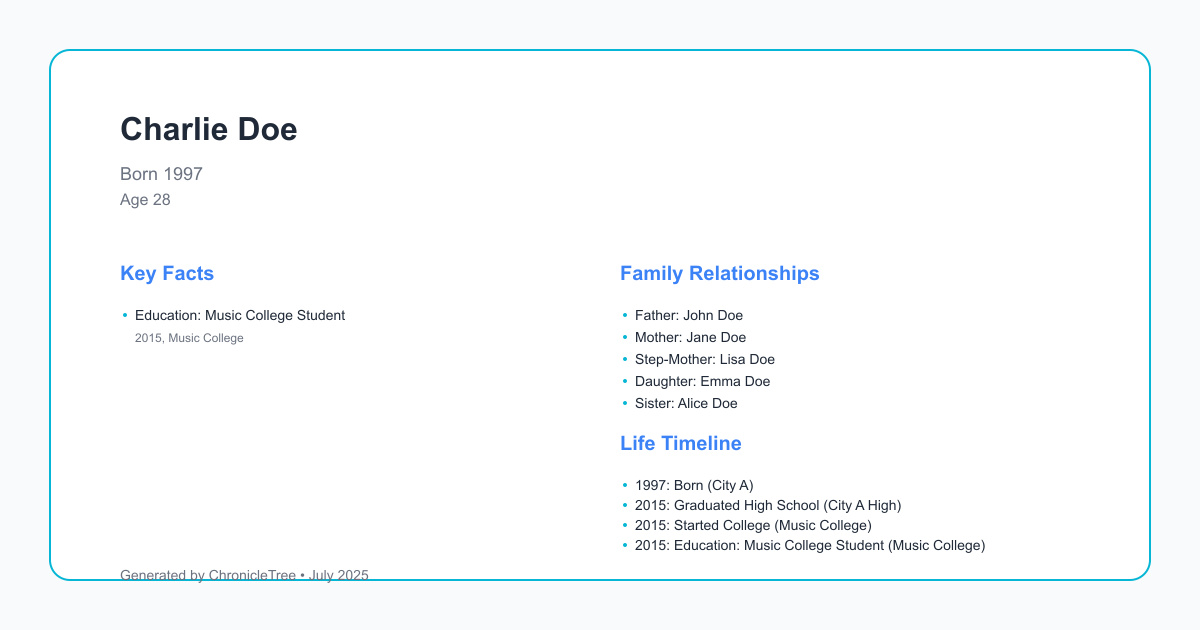 Charlie Doe
Born 1997
Age 28
Key Facts
• Education: Music College Student
2015, Music College
Family Relationships
• Father: John Doe
• Mother: Jane Doe
• Step-Mother: Lisa Doe
• Daughter: Emma Doe
• Sister: Alice Doe
Life Timeline
• 1997: Born (City A)
• 2015: Graduated High School (City A High)
• 2015: Started College (Music College)
• 2015: Education: Music College Student (Music College)
Generated by ChronicleTree • July 2025